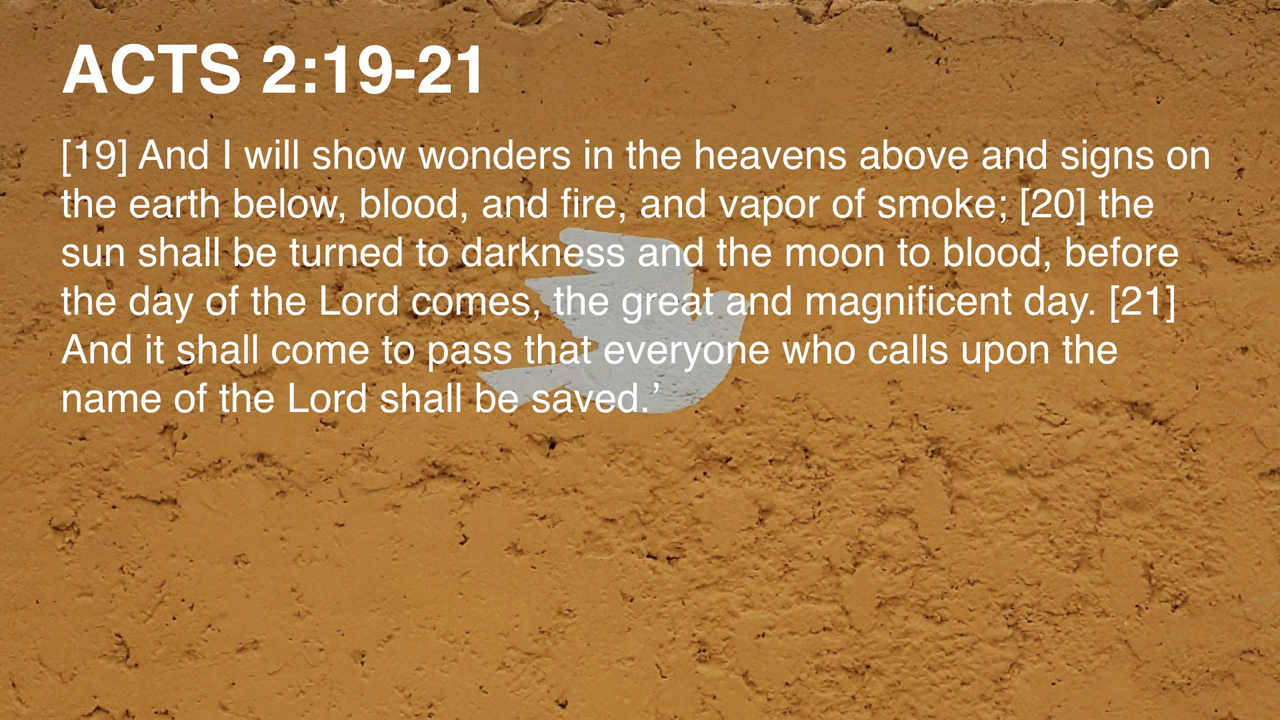 ACTS 2:19-21
[19] And I will show wonders in the heavens above and signs on
the earth below, blood, and fire, and vapor of smoke; [20] the
sun shall be turned to darkness and the moon to blood, before
the day of the Lord comes, the great and magnificent day. [21]
And it shall come to pass that everyone who calls upon the
name of the Lord shall be saved.’